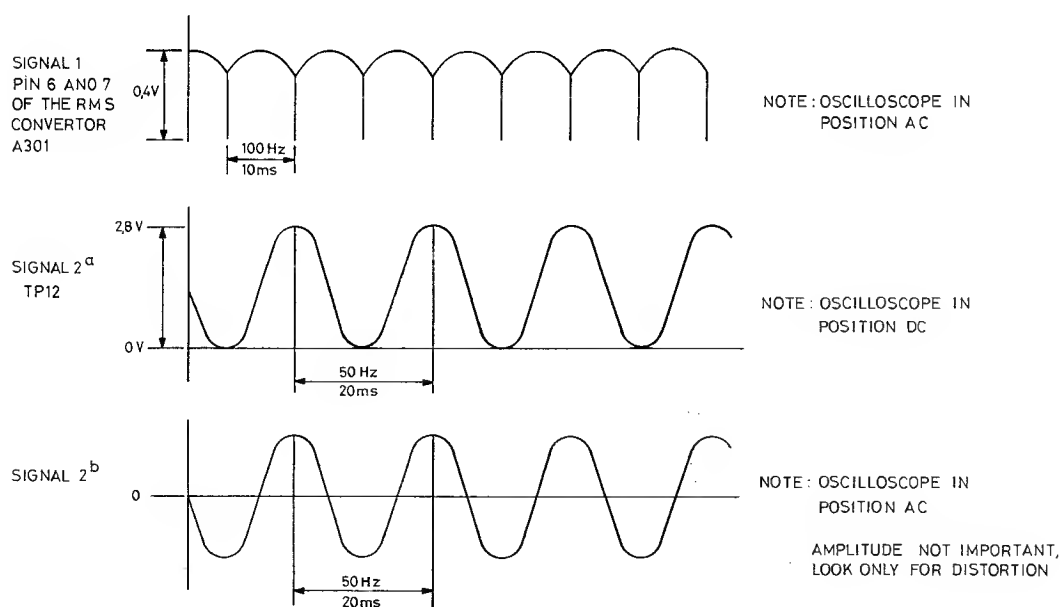 SIGNAL 1
PIN 6 AND 7
OF THE RMS
CONVERTOR
A301
0,4V
100 Hz
10ms
NOTE: OSCILLOSCOPE IN
POSITION AC
2,8 V
SIGNAL 2a
TP12
0V
50 Hz
20ms
NOTE: OSCILLOSCOPE IN
POSITION DC
SIGNAL 2b
0
50 Hz
20ms
NOTE: OSCILLOSCOPE IN
POSITION AC
AMPLITUDE NOT IMPORTANT,
LOOK ONLY FOR DISTORTION